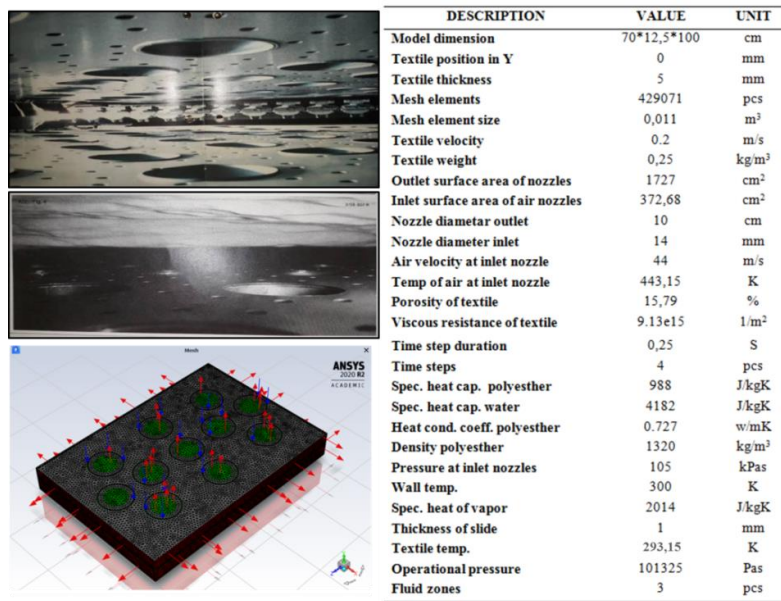 Mesh
ANSYS
2020 R2
ACADEMIC
DESCRIPTION VALUE UNIT
Model dimension 70*12,5*100 cm
Textile position in Y 0 mm
Textile thickness 5 mm
Mesh elements 429071 pcs
Mesh element size 0,011 m³
Textile velocity 0.2 m/s
Textile weight 0,25 kg/m³
Outlet surface area of nozzles 1727 cm²
Inlet surface area of air nozzles 372,68 cm²
Nozzle diametar outlet 10 cm
Nozzle diameter inlet 14 mm
Air velocity at inlet nozzle 44 m/s
Temp of air at inlet nozzle 443,15 K
Porosity of textile 15,79 %
Viscous resistance of textile 9.13e15 1/m²
Time step duration 0,25 S
Time steps 4 pcs
Spec. heat cap. polyesther 988 J/kgK
Spec. heat cap. water 4182 J/kgK
Heat cond. coeff. polyesther 0.727 w/mK
Density polyesther 1320 kg/m³
Pressure at inlet nozzles 105 kPas
Wall temp. 300 K
Spec. heat of vapor 2014 J/kgK
Thickness of slide 1 mm
Textile temp. 293,15 K
Operational pressure 101325 Pas
Fluid zones 3 pcs